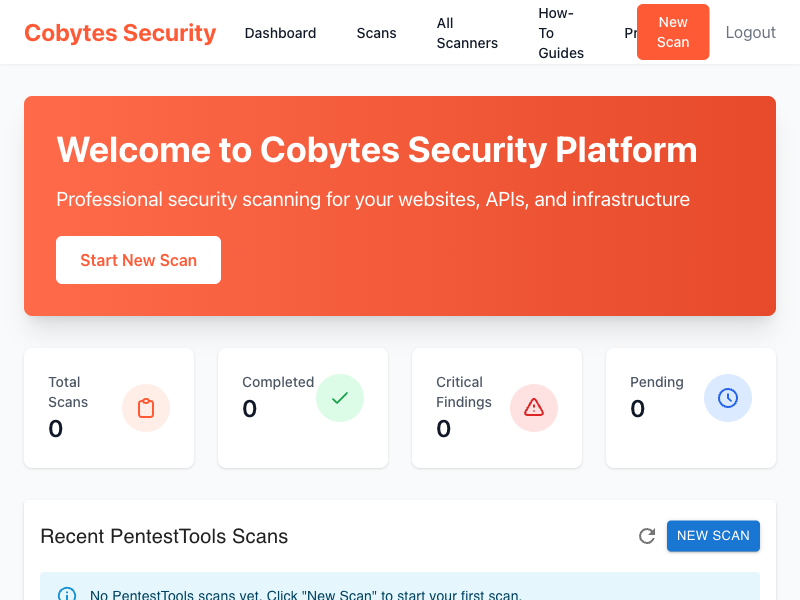 Cobytes Security
Dashboard
Scans
All
Scanners
How-
To
Guides
New
Scan
Logout
Welcome to Cobytes Security Platform
Professional security scanning for your websites, APIs, and infrastructure
Start New Scan
Total
Scans
0
Completed
0
Critical
Findings
0
Pending
0
Recent PentestTools Scans
NEW SCAN
No PentestTools scans yet. Click "New Scan" to start your first scan.